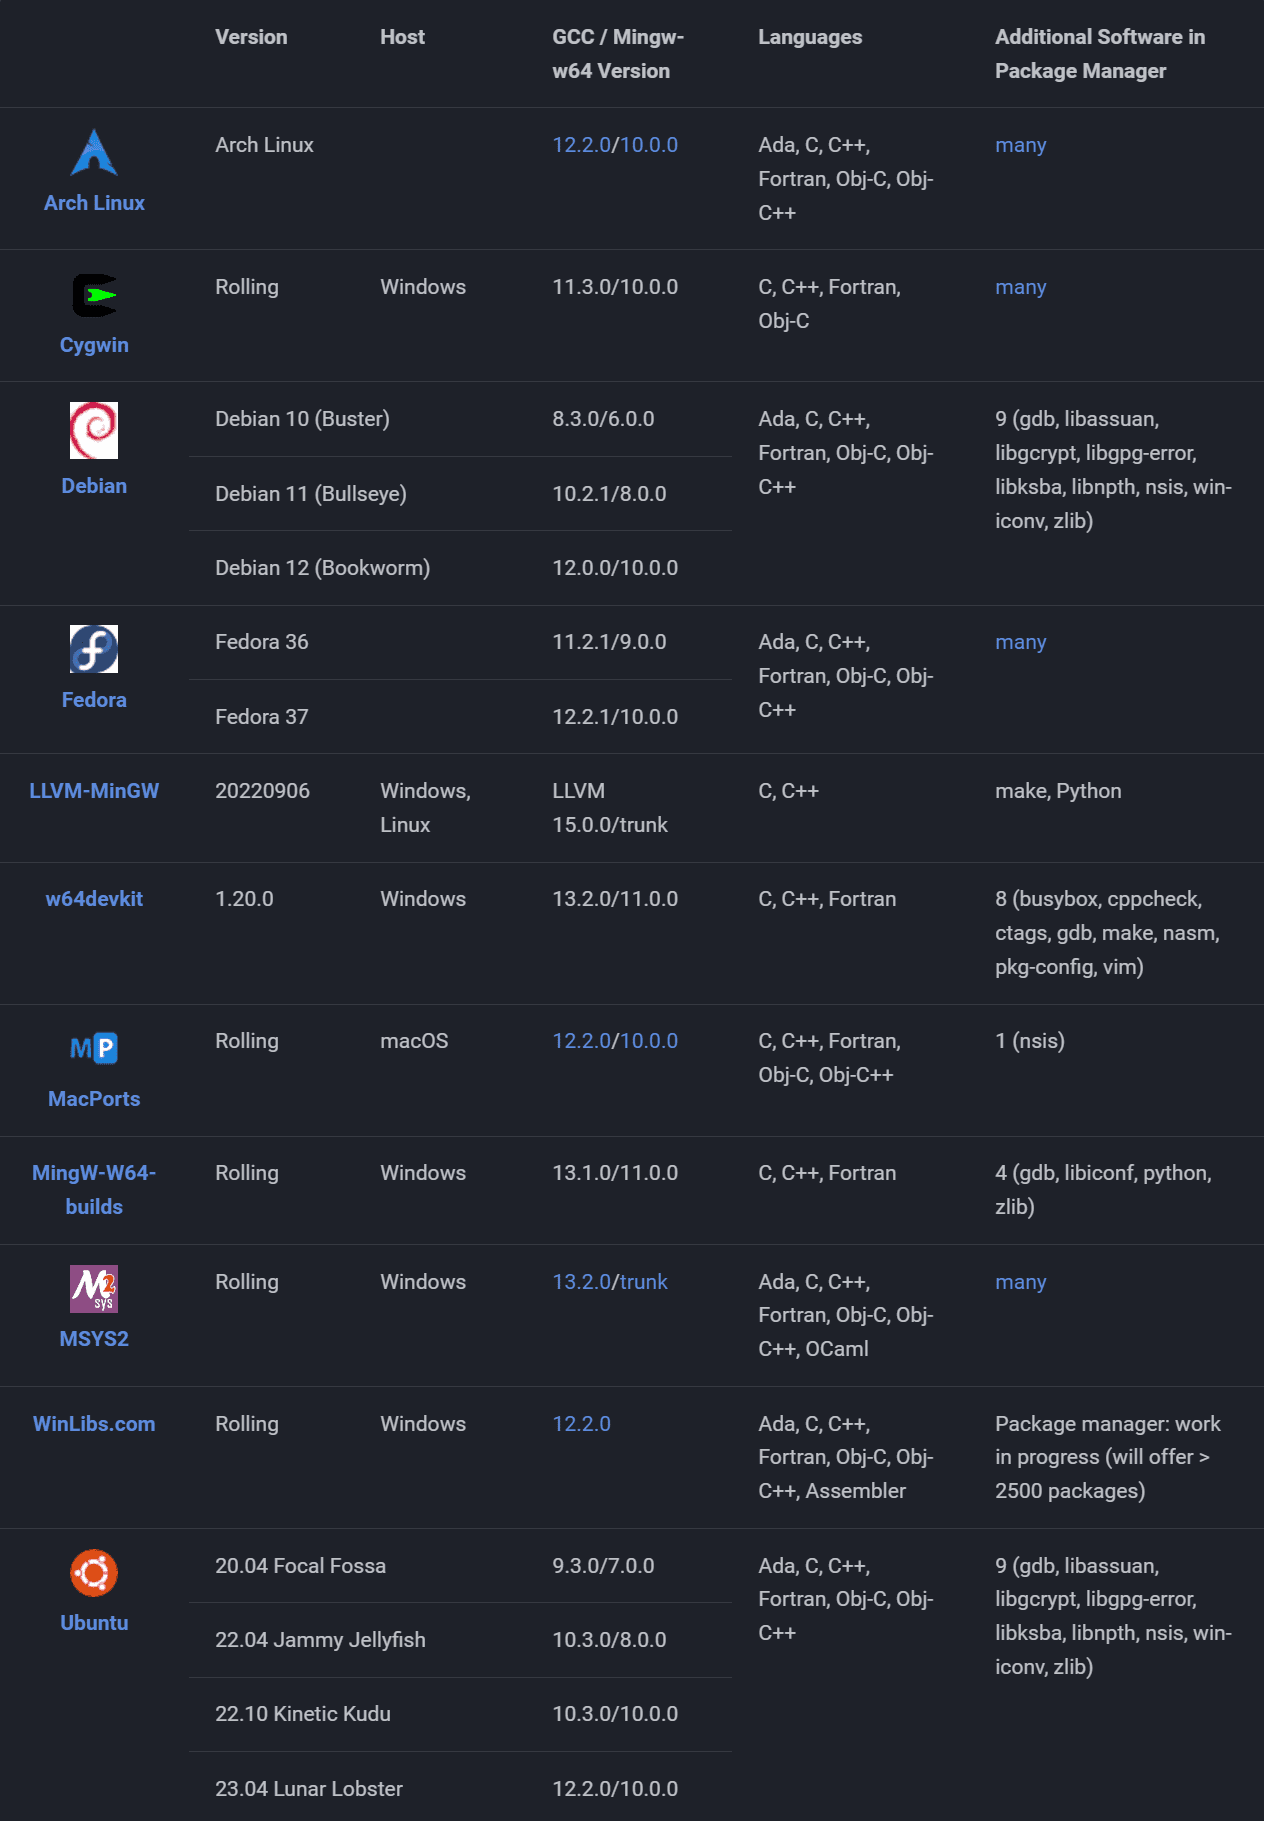 Version Host GCC / Mingw- Languages Additional Software in
w64 Version Package Manager
Arch Linux 12.2.0/10.0.0 Ada, C, C++, many
Fortran, Obj-C, Obj-
Arch Linux
C++
Rolling Windows 11.3.0/10.0.0 C, C++, Fortran, many
Obj-C
Cygwin
Debian 10 (Buster) 8.3.0/6.0.0 Ada, C, C++, 9 (gdb, libassuan,
Fortran, Obj-C, Obj- libgcrypt, libgpg-error,
Debian Debian 11 (Bullseye) 10.2.1/8.0.0 C++ libksba, libnpth, nsis, win-
iconv, zlib)
Debian 12 (Bookworm) 12.0.0/10.0.0
Fedora 36 11.2.1/9.0.0 Ada, C, C++, many
Fortran, Obj-C, Obj-
Fedora
Fedora 37 12.2.1/10.0.0 C++
LLVM-MinGW 20220906 Windows, LLVM C, C++ make, Python
Linux 15.0.0/trunk
w64devkit 1.20.0 Windows 13.2.0/11.0.0 C, C++, Fortran 8 (busybox, cppcheck,
ctags, gdb, make, nasm,
pkg-config, vim)
MP Rolling macOS 12.2.0/10.0.0 C, C++, Fortran, 1 (nsis)
Obj-C, Obj-C++
MacPorts
MingW-W64- Rolling Windows 13.1.0/11.0.0 C, C++, Fortran 4 (gdb, libiconf, python,
builds zlib)
M2 Rolling Windows 13.2.0/trunk Ada, C, C++, many
sys Fortran, Obj-C, Obj-
MSYS2 C++, OCaml
WinLibs.com Rolling Windows 12.2.0 Ada, C, C++, Package manager: work
Fortran, Obj-C, Obj- in progress (will offer >
C++, Assembler 2500 packages)
20.04 Focal Fossa 9.3.0/7.0.0 Ada, C, C++, 9 (gdb, libassuan,
Fortran, Obj-C, Obj- libgcrypt, libgpg-error,
Ubuntu 22.04 Jammy Jellyfish 10.3.0/8.0.0 C++ libksba, libnpth, nsis, win-
iconv, zlib)
22.10 Kinetic Kudu 10.3.0/10.0.0
23.04 Lunar Lobster 12.2.0/10.0.0